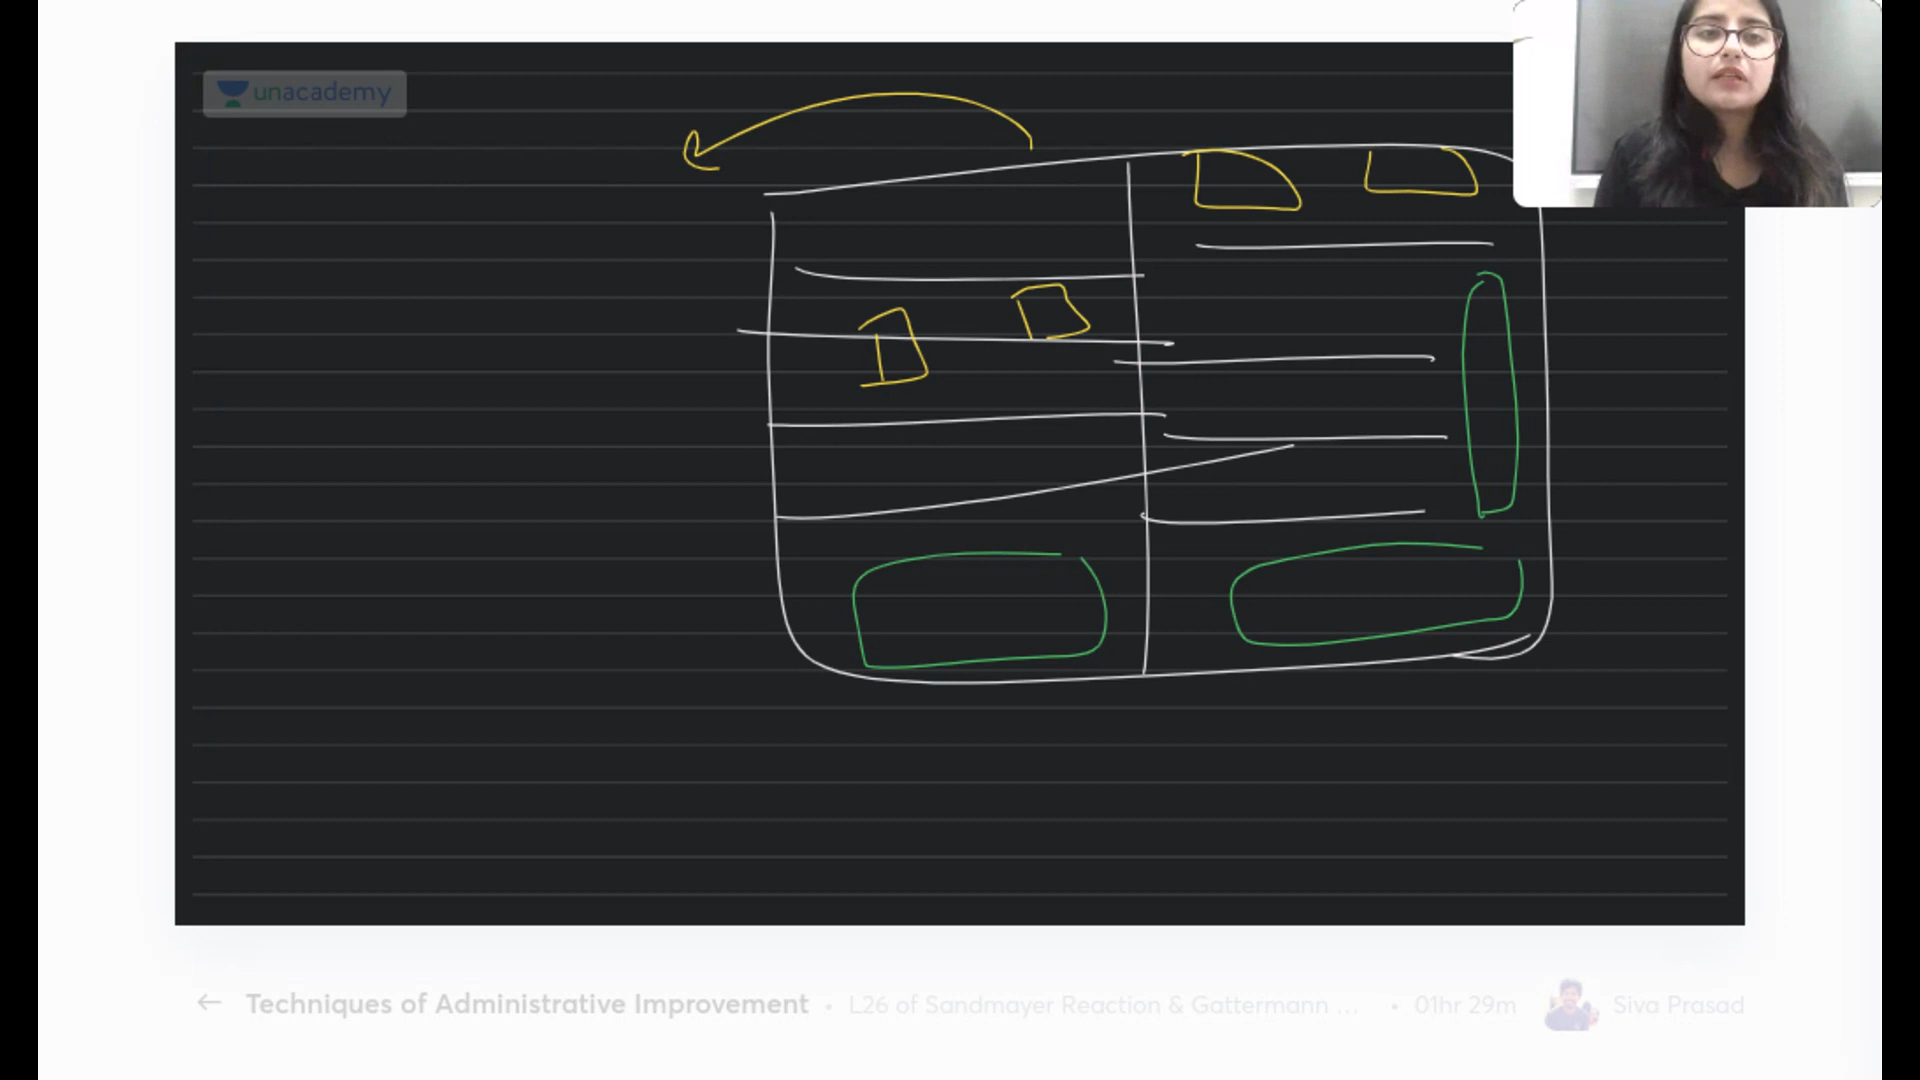 unacademy
← Techniques of Administrative Improvement • L26 of Sandmayer Reaction & Gattermann ... • 01hr 29m Siva Prasad